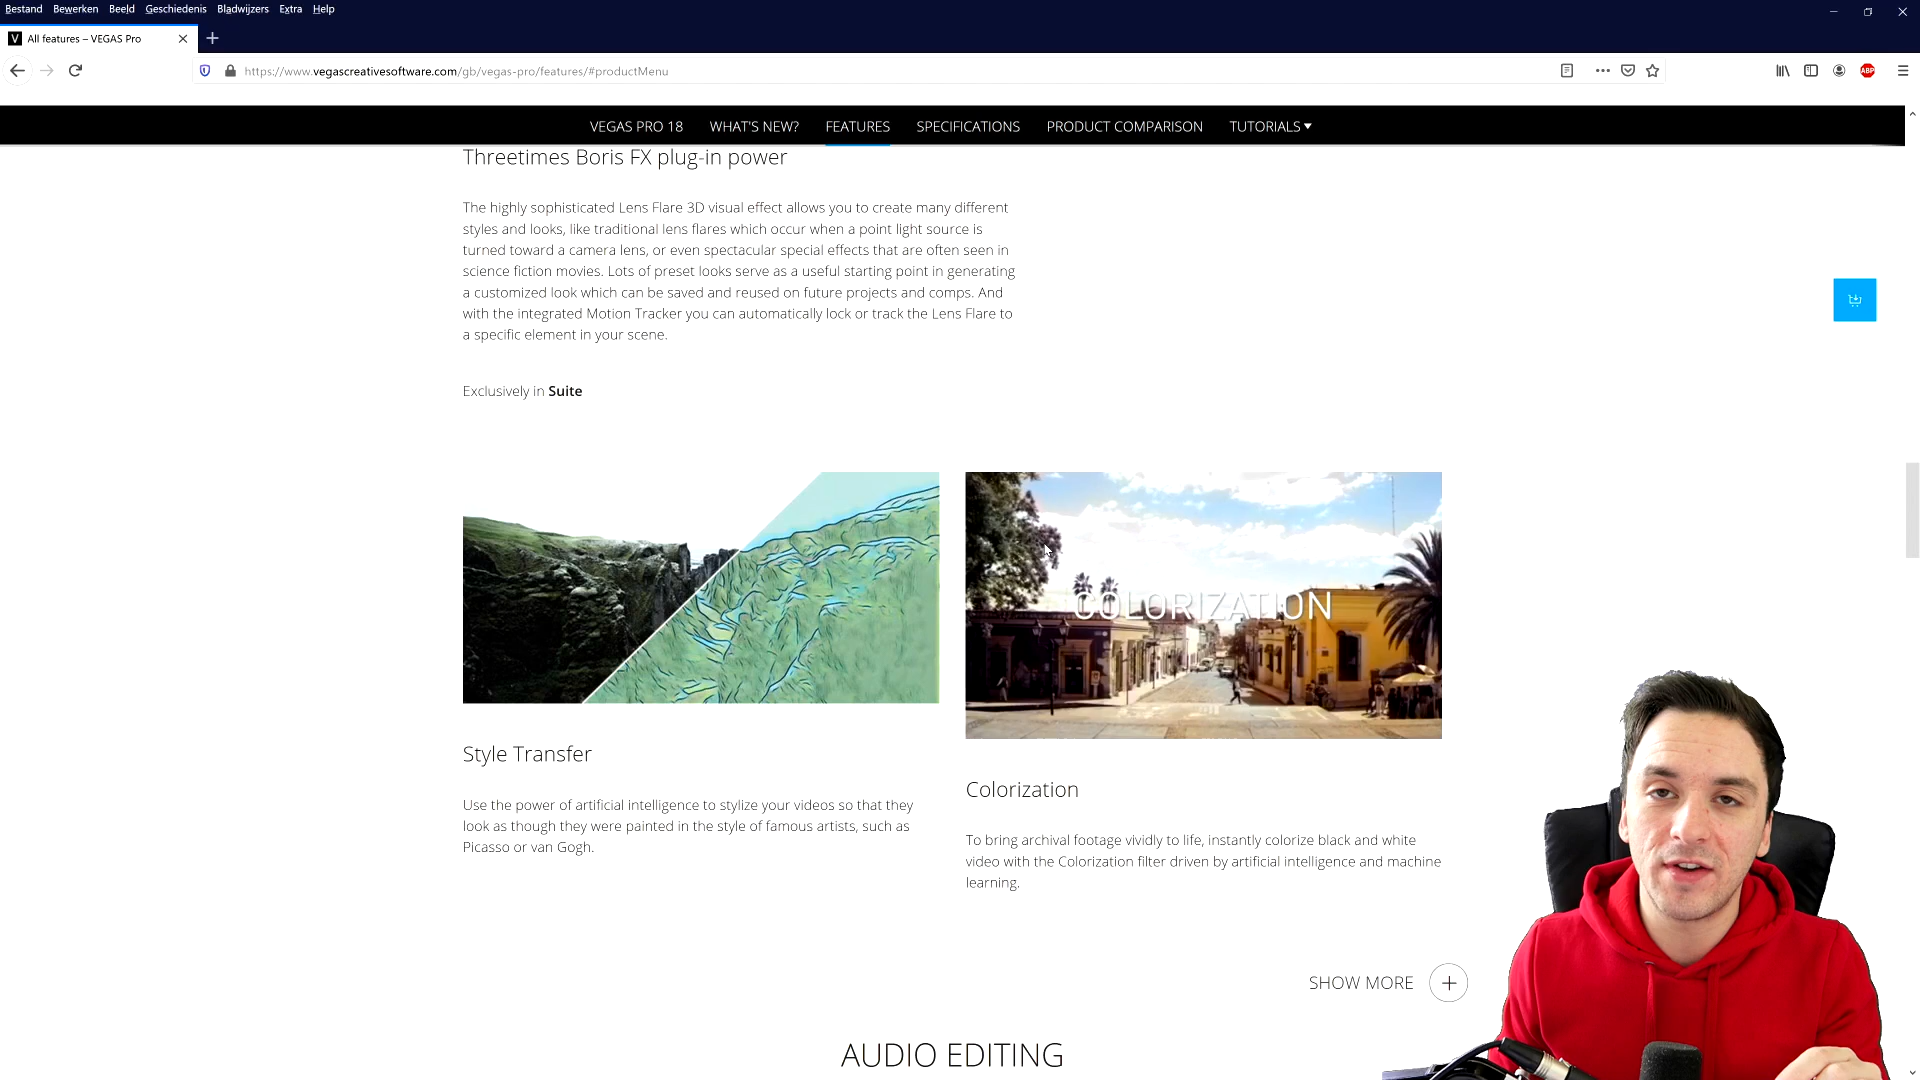 Bestand Bewerken Beeld Geschiedenis Bladwijzers Extra Help
V All features – VEGAS Pro
https://www.vegascreativesoftware.com/gb/vegas-pro/features/#productMenu
ABP
VEGAS PRO 18 WHAT'S NEW? FEATURES SPECIFICATIONS PRODUCT COMPARISON TUTORIALS
Threetimes Boris FX plug-in power
The highly sophisticated Lens Flare 3D visual effect allows you to create many different
styles and looks, like traditional lens flares which occur when a point light source is
turned toward a camera lens, or even spectacular special effects that are often seen in
science fiction movies. Lots of preset looks serve as a useful starting point in generating
a customized look which can be saved and reused on future projects and comps. And
with the integrated Motion Tracker you can automatically lock or track the Lens Flare to
a specific element in your scene.
Exclusively in Suite
COLORIZATION
Style Transfer
Use the power of artificial intelligence to stylize your videos so that they
look as though they were painted in the style of famous artists, such as
Picasso or van Gogh.
Colorization
To bring archival footage vividly to life, instantly colorize black and white
video with the Colorization filter driven by artificial intelligence and machine
learning.
SHOW MORE
AUDIO EDITING